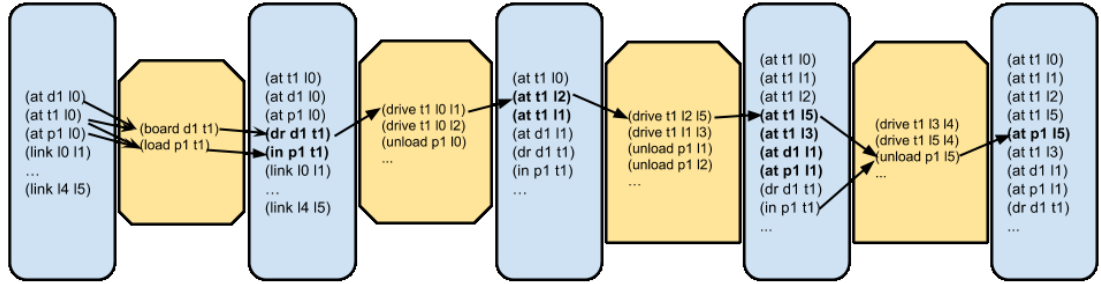 (at d1 l0)
(at t1 l0)
(at p1 l0)
(link l0 l1)
…
(link l4 l5)
(board d1 t1)
(load p1 t1)
(at t1 l0)
(at d1 l0)
(at p1 l0)
(dr d1 t1)
(in p1 t1)
(link l0 l1)
…
(link l4 l5)
(drive t1 l0 l1)
(drive t1 l0 l2)
(unload p1 l0)
...
(at t1 l0)
(at t1 l2)
(at t1 l1)
(at d1 l1)
(dr d1 t1)
(in p1 t1)
…
(drive t1 l2 l5)
(drive t1 l1 l3)
(unload p1 l1)
(unload p1 l2)
…
(at t1 l0)
(at t1 l1)
(at t1 l2)
(at t1 l5)
(at t1 l3)
(at d1 l1)
(at p1 l1)
(dr d1 t1)
(in p1 t1)
...
(drive t1 l3 l4)
(drive t1 l5 l4)
(unload p1 l5)
...
(at t1 l0)
(at t1 l1)
(at t1 l2)
(at t1 l5)
(at p1 l5)
(at t1 l3)
(at d1 l1)
(at p1 l1)
(dr d1 t1)
...